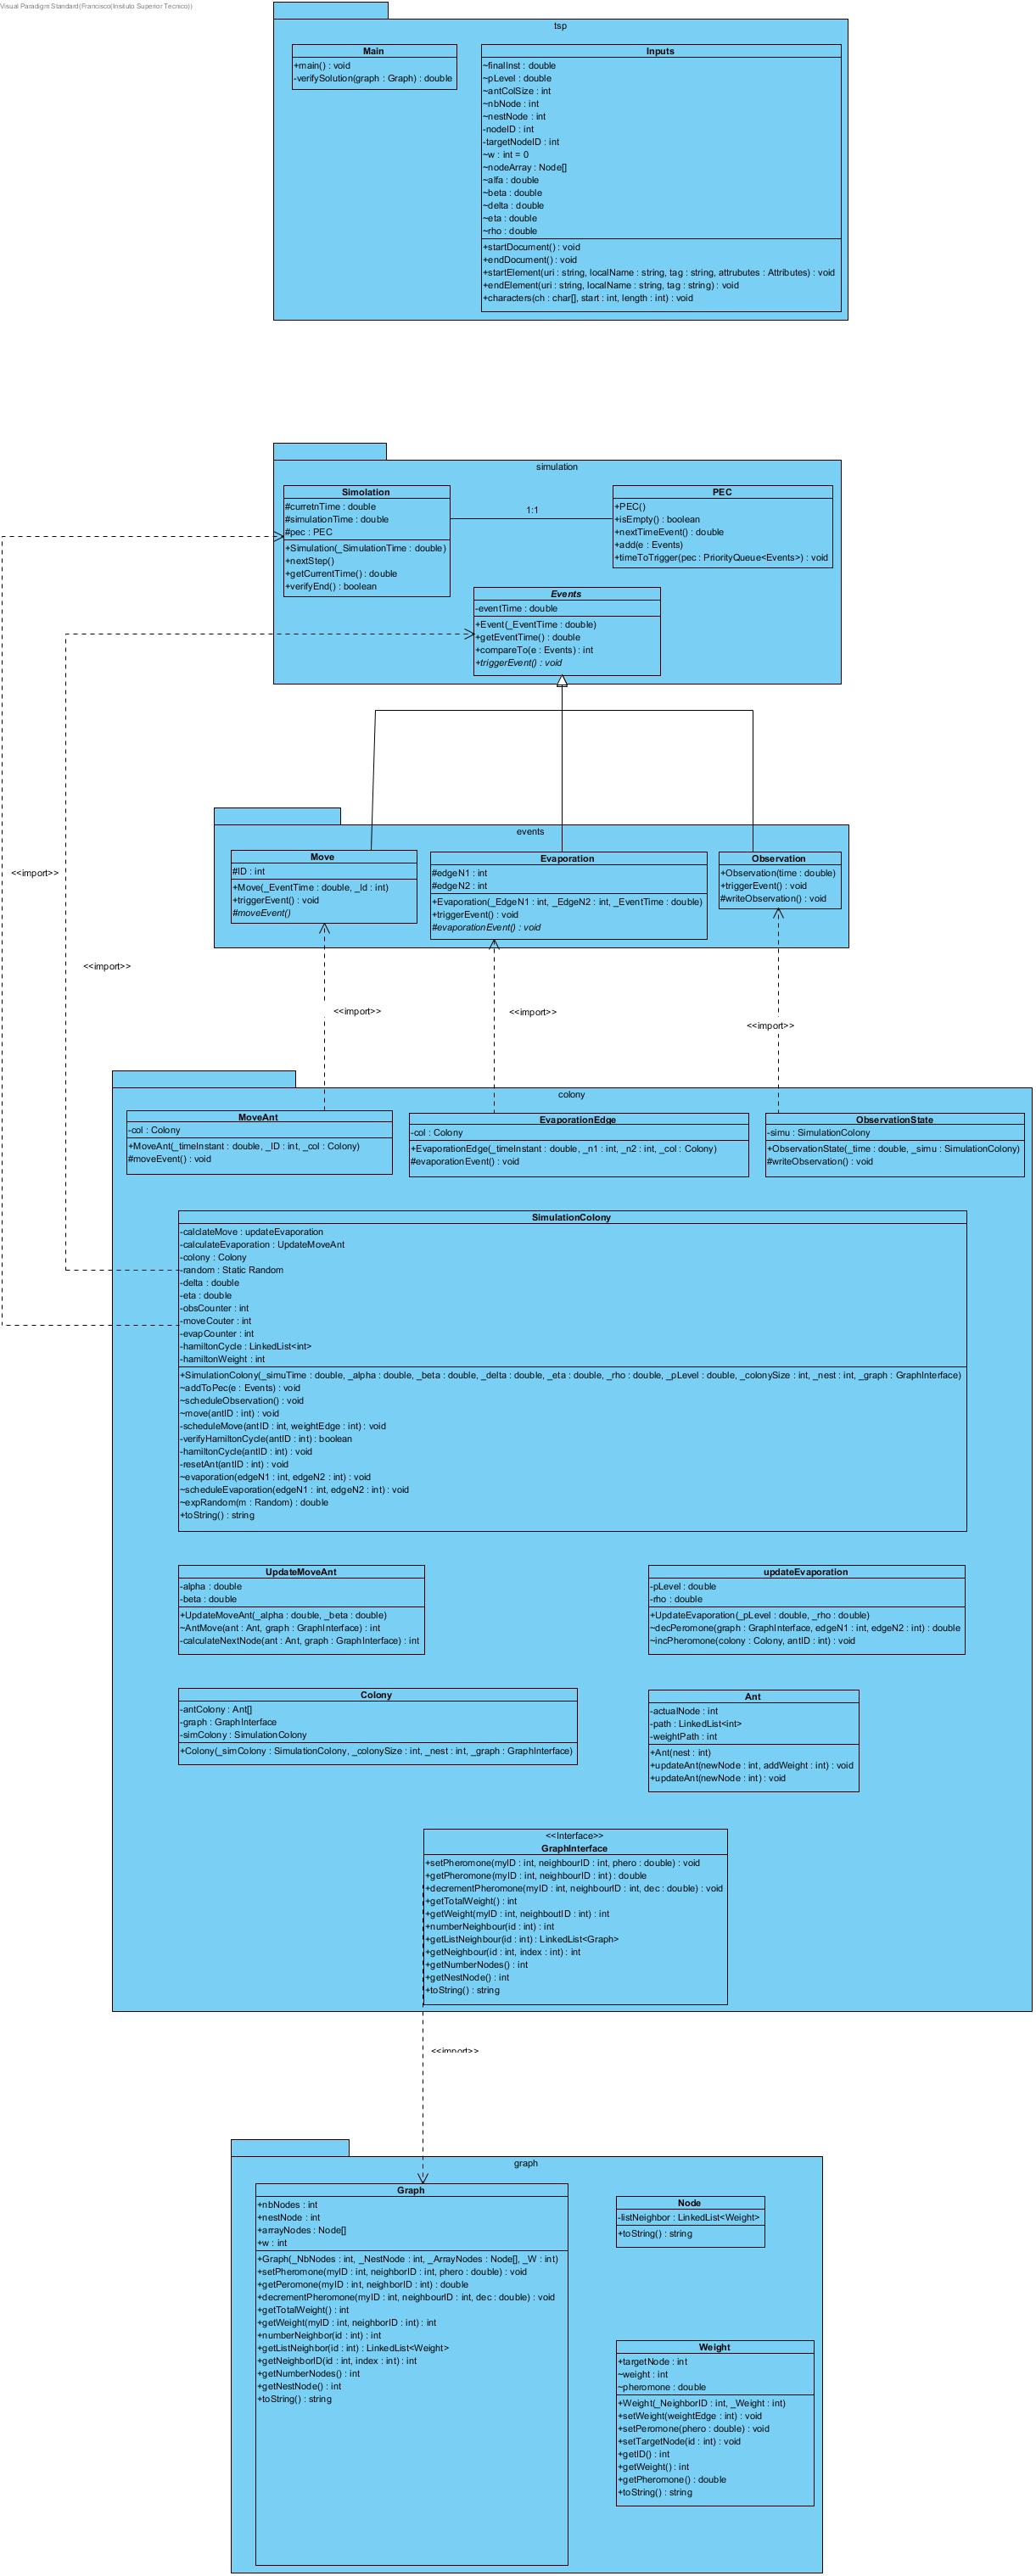 Visual Paradigm Standard(Francisco(Insituto Superior Tecnico))
tsp
Main
+main() : void
-verifySolution(graph : Graph) : double
Inputs
~finalInst : double
~pLevel : double
~antColSize : int
~nbNode : int
~nestNode : int
-nodeID : int
-targetNodeID : int
~w : int = 0
~nodeArray : Node[]
~alfa : double
~beta : double
~delta : double
~eta : double
~rho : double
+startDocument() : void
+endDocument() : void
+startElement(uri : string, localName : string, tag : string, attrubutes : Attributes) : void
+endElement(uri : string, localName : string, tag : string) : void
+characters(ch : char[], start : int, length : int) : void
simulation
Simolation
#curretnTime : double
#simulationTime : double
#pec : PEC
+Simulation(_SimulationTime : double)
+nextStep()
+getCurrentTime() : double
+verifyEnd() : boolean
1:1
PEC
+PEC()
+isEmpty() : boolean
+nextTimeEvent() : double
+add(e : Events)
+timeToTrigger(pec : PriorityQueue<Events>) : void
Events
-eventTime : double
+Event(_EventTime : double)
+getEventTime() : double
+compareTo(e : Events) : int
+triggerEvent() : void
events
Move
#ID : int
+Move(_EventTime : double, _Id : int)
+triggerEvent() : void
#moveEvent()
Evaporation
#edgeN1 : int
#edgeN2 : int
+Evaporation(_EdgeN1 : int, _EdgeN2 : int, _EventTime : double)
+triggerEvent() : void
#evaporationEvent() : void
Observation
+Observation(time : double)
+triggerEvent() : void
#writeObservation() : void
<<import>>
<<import>>
<<import>>
<<import>>
<<import>>
colony
MoveAnt
-col : Colony
+MoveAnt(_timeInstant : double, _ID : int, _col : Colony)
#moveEvent() : void
EvaporationEdge
-col : Colony
+EvaporationEdge(_timeInstant : double, _n1 : int, _n2 : int, _col : Colony)
#evaporationEvent() : void
ObservationState
-simu : SimulationColony
+ObservationState(_time : double, _simu : SimulationColony)
#writeObservation() : void
SimulationColony
-calclateMove : updateEvaporation
-calculateEvaporation : UpdateMoveAnt
-colony : Colony
-random : Static Random
-delta : double
-eta : double
-obsCounter : int
-moveCouter : int
-evapCounter : int
-hamiltonCycle : LinkedList<int>
-hamiltonWeight : int
+SimulationColony(_simuTime : double, _alpha : double, _beta : double, _delta : double, _eta : double, _rho : double, _pLevel : double, _colonySize : int, _nest : int, _graph : GraphInterface)
~addToPec(e : Events) : void
~scheduleObservation() : void
~move(antID : int) : void
-scheduleMove(antID : int, weightEdge : int) : void
-verifyHamiltonCycle(antID : int) : boolean
-hamiltonCycle(antID : int) : void
-resetAnt(antID : int) : void
~evaporation(edgeN1 : int, edgeN2 : int) : void
~scheduleEvaporation(edgeN1 : int, edgeN2 : int) : void
~expRandom(m : Random) : double
+toString() : string
UpdateMoveAnt
-alpha : double
-beta : double
+UpdateMoveAnt(_alpha : double, _beta : double)
~AntMove(ant : Ant, graph : GraphInterface) : int
-calculateNextNode(ant : Ant, graph : GraphInterface) : int
updateEvaporation
-pLevel : double
-rho : double
+UpdateEvaporation(_pLevel : double, _rho : double)
~decPeromone(graph : GraphInterface, edgeN1 : int, edgeN2 : int) : double
~incPheromone(colony : Colony, antID : int) : void
Colony
-antColony : Ant[]
-graph : GraphInterface
-simColony : SimulationColony
+Colony(_simColony : SimulationColony, _colonySize : int, _nest : int, _graph : GraphInterface)
Ant
-actualNode : int
-path : LinkedList<int>
-weightPath : int
+Ant(nest : int)
+updateAnt(newNode : int, addWeight : int) : void
+updateAnt(newNode : int) : void
<<Interface>>
GraphInterface
+setPheromone(myID : int, neighbourID : int, phero : double) : void
+getPheromone(myID : int, neighbourID : int) : double
+decrementPheromone(myID : int, neighbourID : int, dec : double) : void
+getTotalWeight() : int
+getWeight(myID : int, neighboutID : int) : int
+numberNeighbour(id : int) : int
+getListNeighbour(id : int) : LinkedList<Graph>
+getNeighbour(id : int, index : int) : int
+getNumberNodes() : int
+getNestNode() : int
+toString() : string
<<import>>
graph
Graph
+nbNodes : int
+nestNode : int
+arrayNodes : Node[]
+w : int
+Graph(_NbNodes : int, _NestNode : int, _ArrayNodes : Node[], _W : int)
+setPheromone(myID : int, neighborID : int, phero : double) : void
+getPeromone(myID : int, neighborID : int) : double
+decrementPheromone(myID : int, neighbourID : int, dec : double) : void
+getTotalWeight() : int
+getWeight(myID : int, neighborID : int) : int
+numberNeighbor(id : int) : int
+getListNeighbor(id : int) : LinkedList<Weight>
+getNeighborID(id : int, index : int) : int
+getNumberNodes() : int
+getNestNode() : int
+toString() : string
Node
-listNeighbor : LinkedList<Weight>
+toString() : string
Weight
+targetNode : int
~weight : int
~pheromone : double
+Weight(_NeighborID : int, _Weight : int)
+setWeight(weightEdge : int) : void
+setPeromone(phero : double) : void
+setTargetNode(id : int) : void
+getID() : int
+getWeight() : int
+getPheromone() : double
+toString() : string